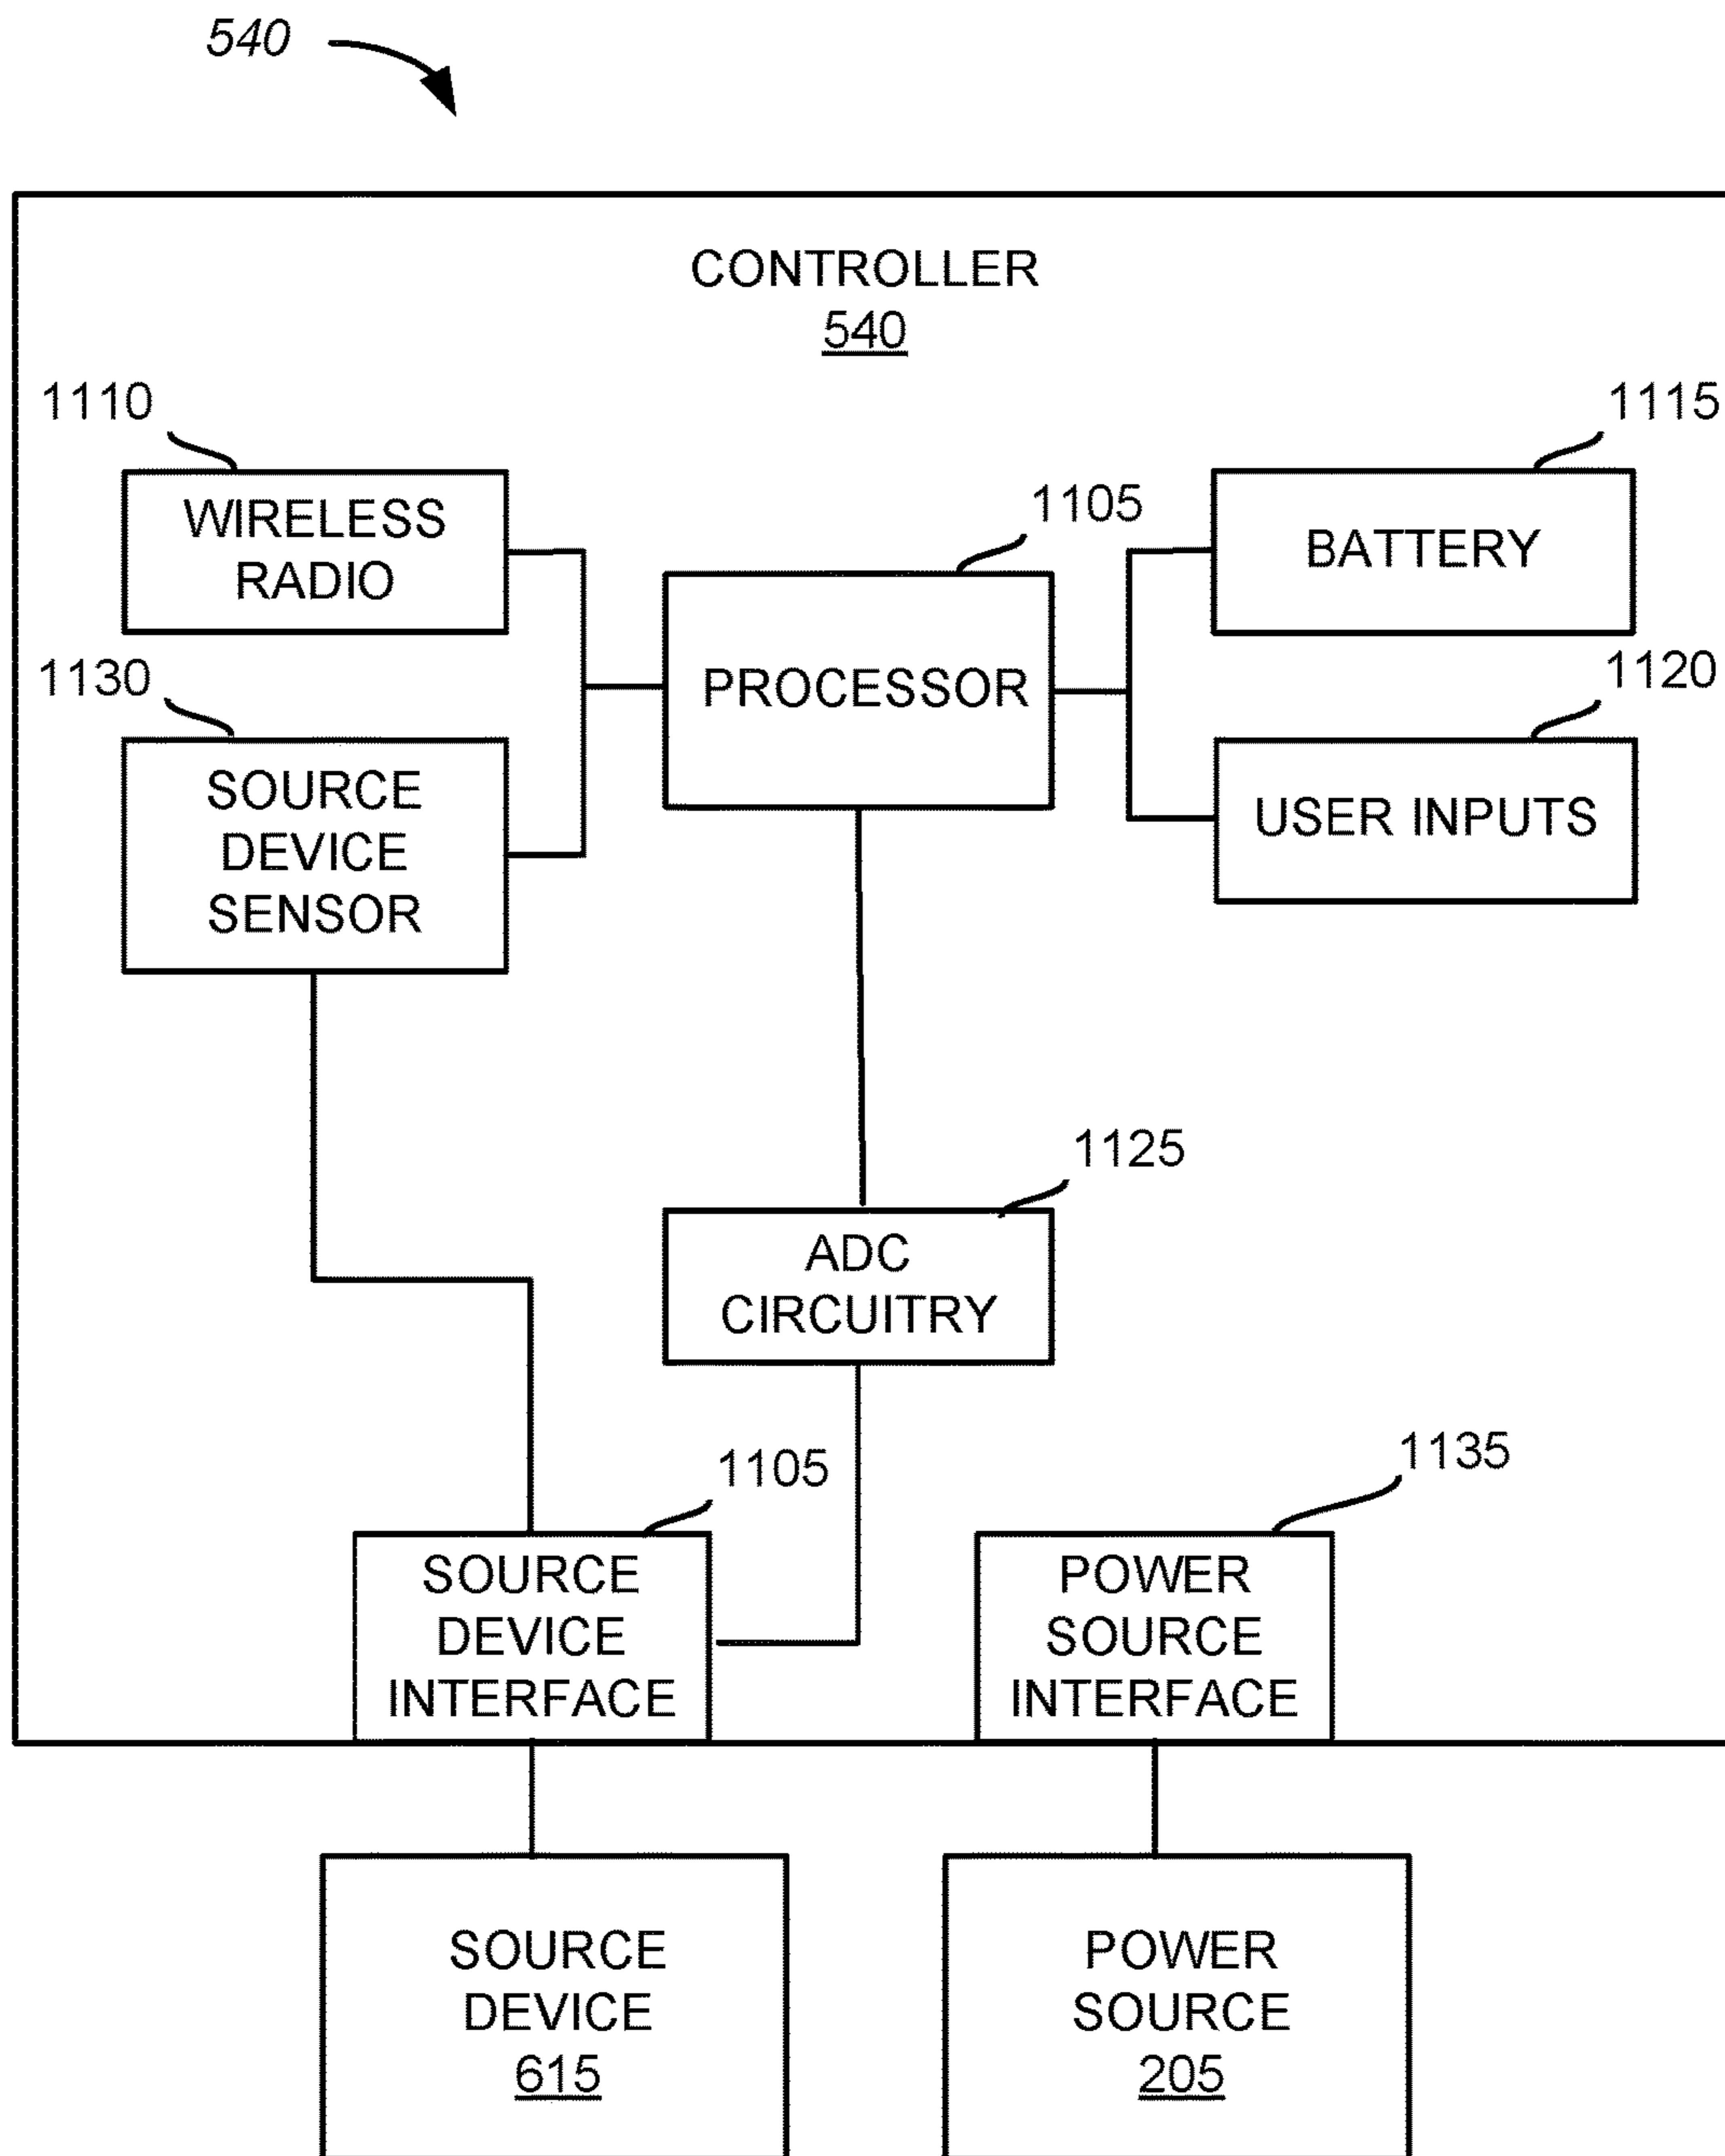 540
CONTROLLER
540
1110
1115
WIRELESS
RADIO
1105
BATTERY
PROCESSOR
1130
1120
SOURCE
DEVICE
SENSOR
USER INPUTS
1125
ADC
CIRCUITRY
1105
1135
SOURCE
DEVICE
INTERFACE
POWER
SOURCE
INTERFACE
SOURCE
DEVICE
615
POWER
SOURCE
205